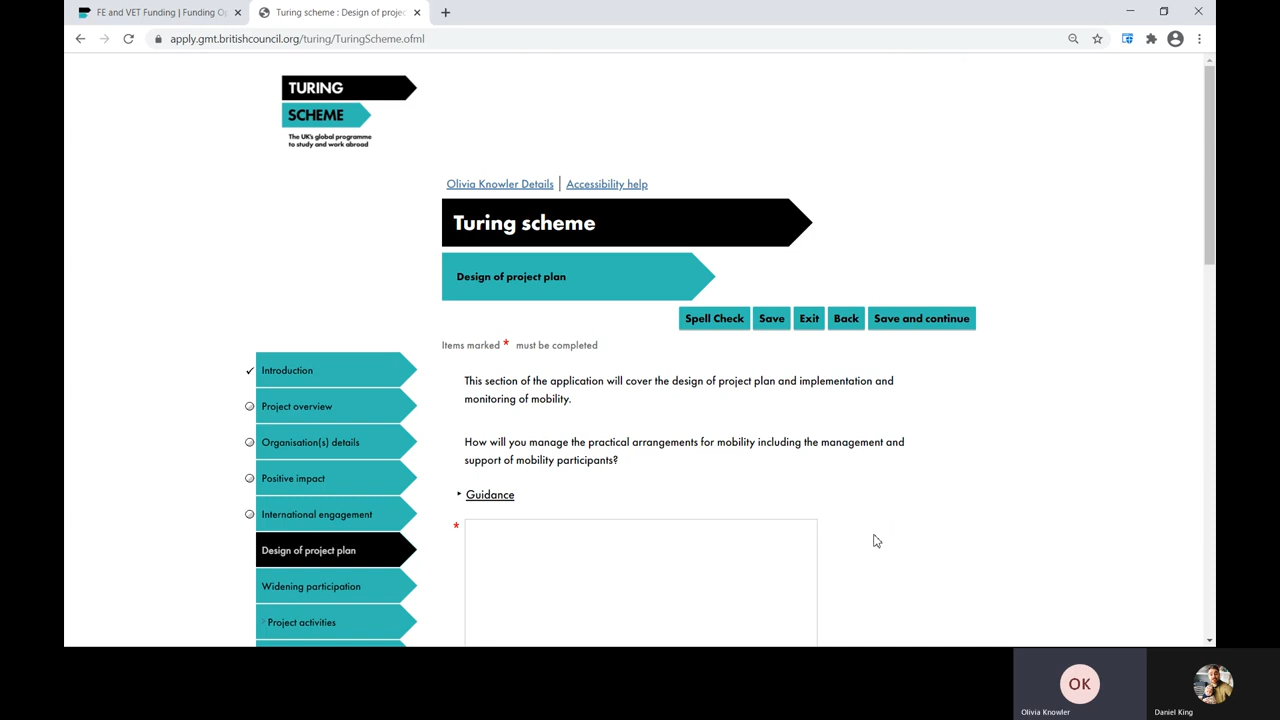 FE and VET Funding | Funding Op
Turing scheme : Design of projec
apply.gmt.britishcouncil.org/turing/TuringScheme.ofml
TURING
SCHEME
The UK's global programme
to study and work abroad
Olivia Knowler Details | Accessibility help
Turing scheme
Design of project plan
Spell Check Save Exit Back Save and continue
Items marked * must be completed
This section of the application will cover the design of project plan and implementation and
monitoring of mobility.
How will you manage the practical arrangements for mobility including the management and
support of mobility participants?
Guidance
*
Introduction
Project overview
Organisation(s) details
Positive impact
International engagement
Design of project plan
Widening participation
Project activities
OK
Olivia Knowler
Daniel King